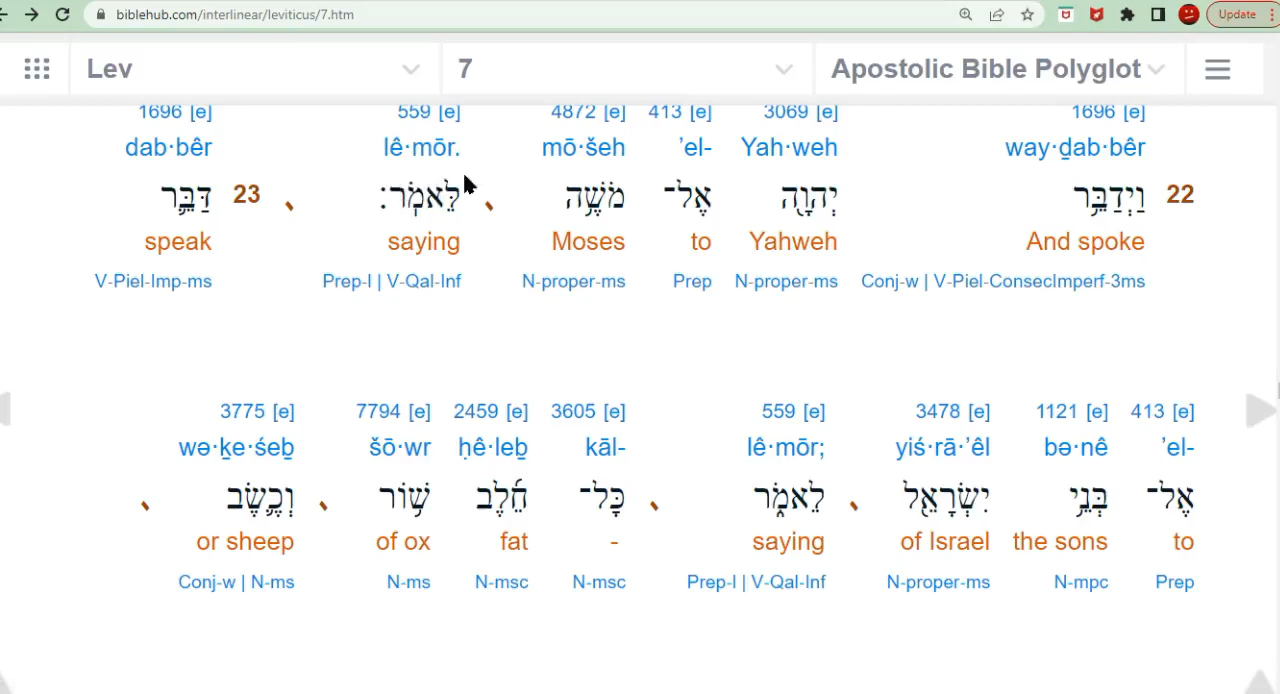 biblehub.com/interlinear/leviticus/7.htm Update
Lev 7 Apostolic Bible Polyglot
1696 [e] 559 [e] 4872 [e] 413 [e] 3069 [e] 1696 [e]
dab·bêr lê·mōr. mō·šeh ’el- Yah·weh way·ḏab·bêr
22 וַיְדַבֵּ֥ר יְהוָ֖ה אֶל־ מֹשֶׁ֥ה 、 לֵּאמֹֽר׃ 、 23 דַּבֵּ֛ר
speak saying Moses to Yahweh And spoke
V-Piel-Imp-ms Prep-l | V-Qal-Inf N-proper-ms Prep N-proper-ms Conj-w | V-Piel-ConsecImperf-3ms
3775 [e] 7794 [e] 2459 [e] 3605 [e] 559 [e] 3478 [e] 1121 [e] 413 [e]
wə·ḵe·śeḇ šō·wr ḥê·leḇ kāl- lê·mōr; yiś·rā·’êl bə·nê ’el-
אֶל־ בְּנֵ֥י יִשְׂרָאֵ֖ל 、 לֵאמֹ֑ר 、 כָּל־ חֵ֜לֶב שׁ֥וֹר 、 וְכֶ֛שֶׂב 、
or sheep of ox fat - saying of Israel the sons to
Conj-w | N-ms N-ms N-msc N-msc Prep-l | V-Qal-Inf N-proper-ms N-mpc Prep